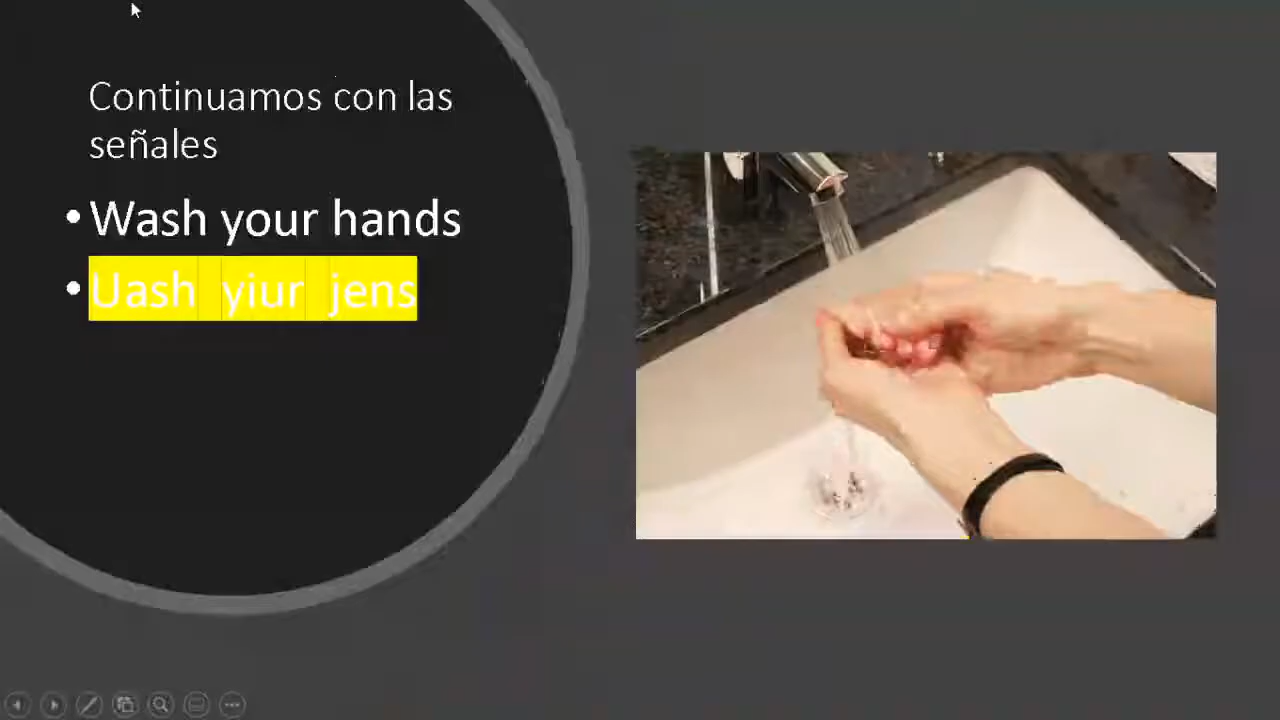 Continuamos con las
señales
• Wash your hands
• Uash yiur jens